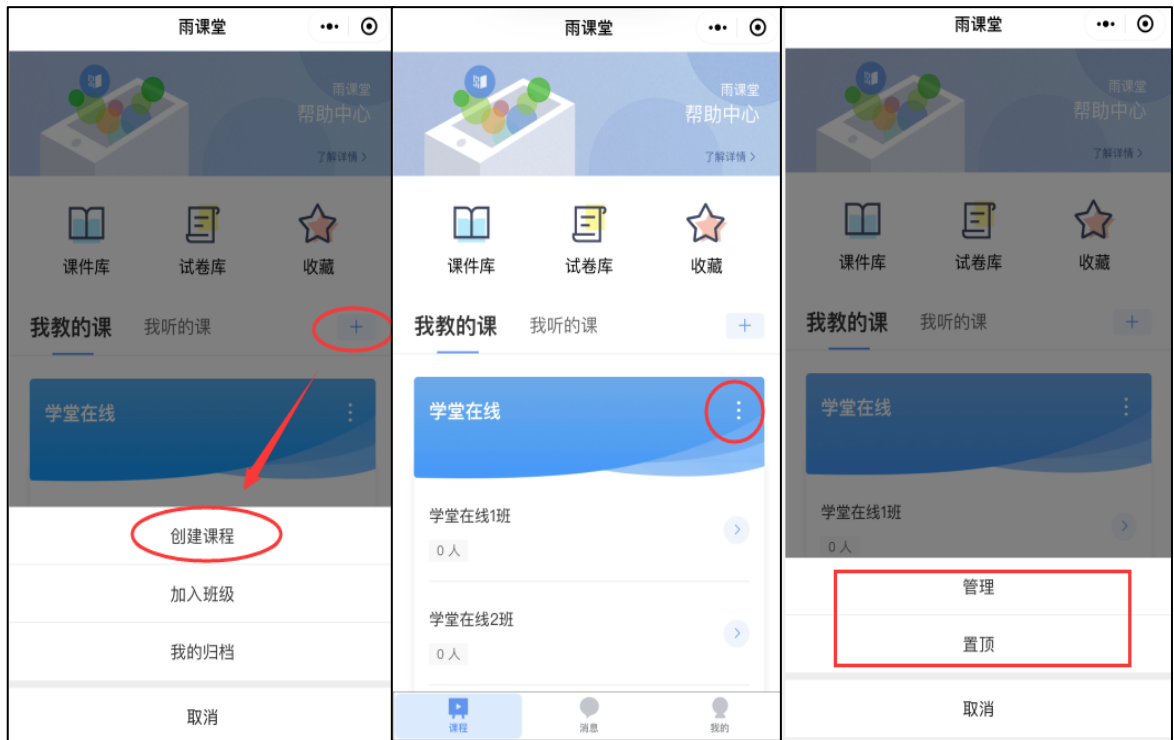 雨课堂
雨课堂
帮助中心
了解详情 >
课件库 试卷库 收藏
我教的课 我听的课 +
学堂在线
创建课程
加入班级
我的归档
取消
雨课堂
雨课堂
帮助中心
了解详情 >
课件库 试卷库 收藏
我教的课 我听的课 +
学堂在线
学堂在线1班
0 人
学堂在线2班
0 人
课程 消息 我的
雨课堂
雨课堂
帮助中心
了解详情 >
课件库 试卷库 收藏
我教的课 我听的课 +
学堂在线
学堂在线1班
0 人
管理
置顶
取消